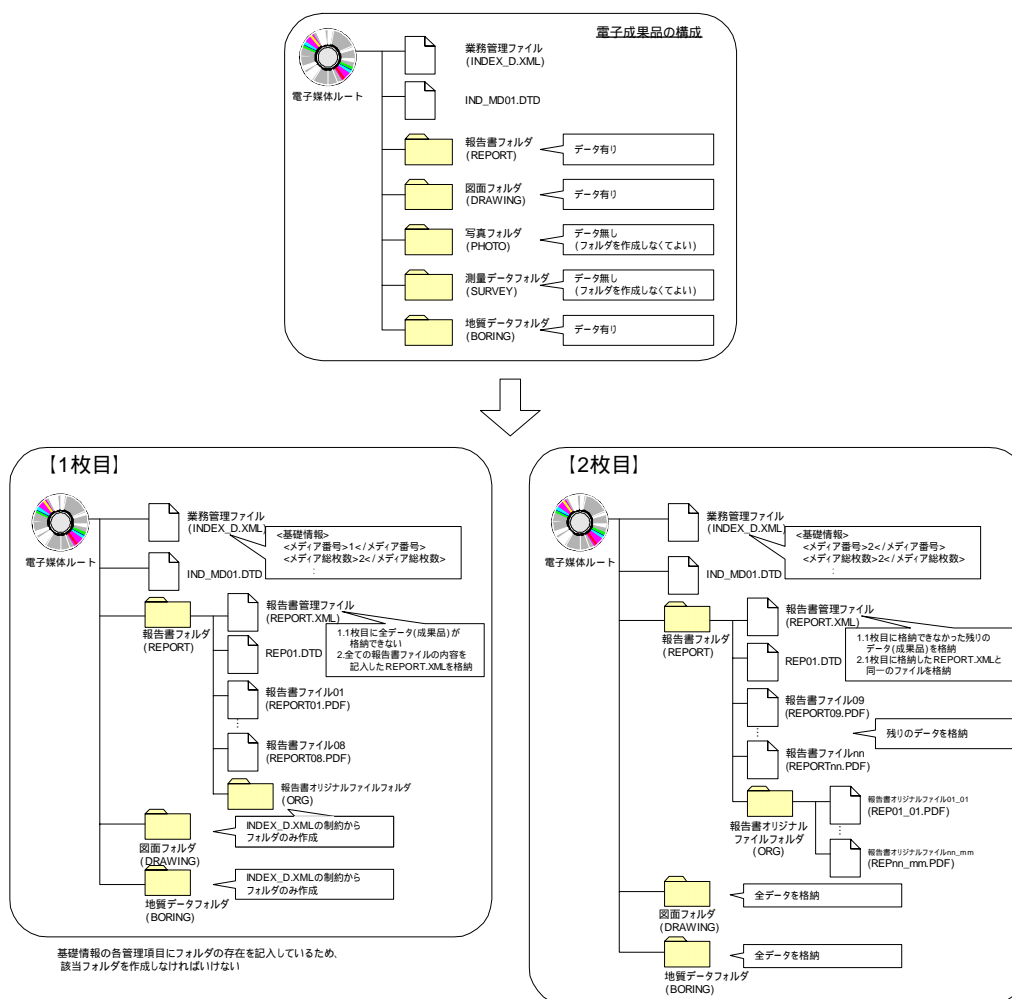 電子成果品の構成
業務管理ファイル
(INDEX_D.XML)
電子媒体ルート
IND_MD01.DTD
報告書フォルダ
(REPORT)
データ有り
図面フォルダ
(DRAWING)
データ有り
写真フォルダ
(PHOTO)
データ無し
(フォルダを作成しなくてよい)
測量データフォルダ
(SURVEY)
データ無し
(フォルダを作成しなくてよい)
地質データフォルダ
(BORING)
データ有り
【1枚目】
業務管理ファイル
(INDEX_D.XML)
<基礎情報>
<メディア番号>1</メディア番号>
<メディア総枚数>2</メディア総枚数>
:
電子媒体ルート
IND_MD01.DTD
報告書フォルダ
(REPORT)
報告書管理ファイル
(REPORT.XML)
1.1枚目に全データ(成果品)が
格納できない
2.全ての報告書ファイルの内容を
記入したREPORT.XMLを格納
REP01.DTD
報告書ファイル01
(REPORT01.PDF)
⋮
報告書ファイル08
(REPORT08.PDF)
報告書オリジナルファイルフォルダ
(ORG)
INDEX_D.XMLの制約から
フォルダのみ作成
図面フォルダ
(DRAWING)
INDEX_D.XMLの制約から
フォルダのみ作成
地質データフォルダ
(BORING)
基礎情報の各管理項目にフォルダの存在を記入しているため、
該当フォルダを作成しなければいけない
【2枚目】
業務管理ファイル
(INDEX_D.XML)
<基礎情報>
<メディア番号>2</メディア番号>
<メディア総枚数>2</メディア総枚数>
:
電子媒体ルート
IND_MD01.DTD
報告書フォルダ
(REPORT)
報告書管理ファイル
(REPORT.XML)
1.1枚目に格納できなかった残りの
データ(成果品)を格納
2.1枚目に格納したREPORT.XMLと
同一のファイルを格納
REP01.DTD
報告書ファイル09
(REPORT09.PDF)
⋮
残りのデータを格納
報告書ファイルnn
(REPORTnn.PDF)
報告書オリジナル
ファイルフォルダ
(ORG)
報告書オリジナルファイル01_01
(REP01_01.PDF)
⋮
報告書オリジナルファイルnn_mm
(REPnn_mm.PDF)
図面フォルダ
(DRAWING)
全データを格納
地質データフォルダ
(BORING)
全データを格納